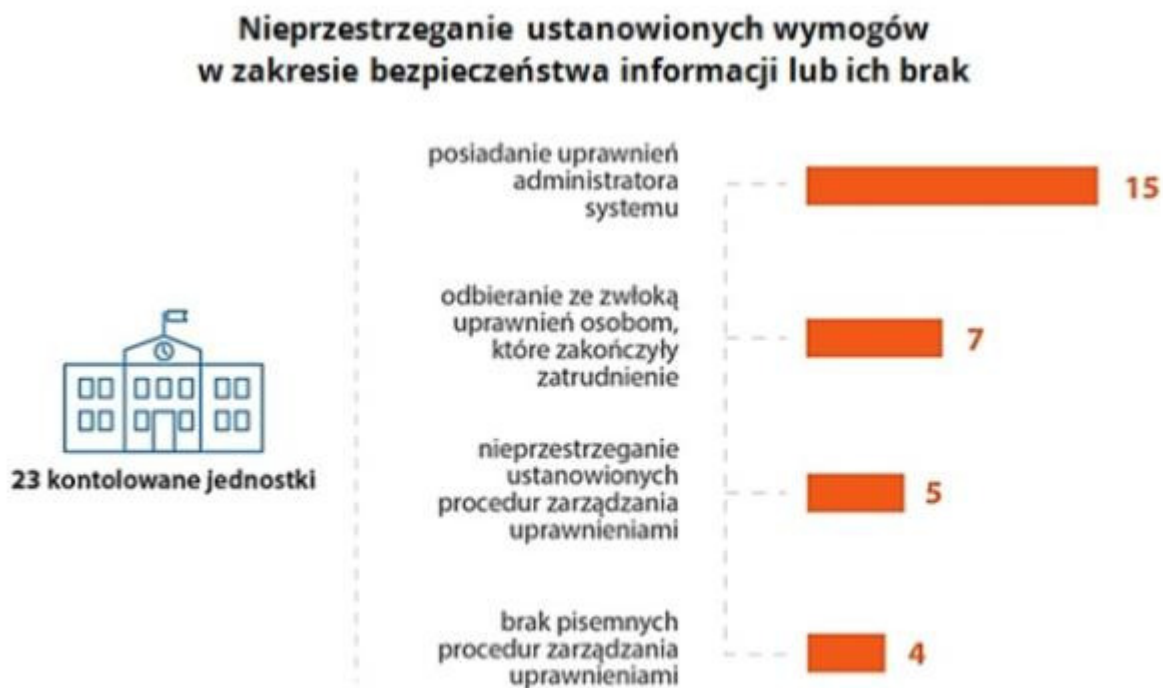 Nieprzestrzeganie ustanowionych wymogów
w zakresie bezpieczeństwa informacji lub ich brak
posiadanie uprawnień
administratora
systemu
15
odbieranie ze zwłoką
uprawnień osobom,
które zakończyły
zatrudnienie
7
23 kontolowane jednostki
nieprzestrzeganie
ustanowionych
procedur zarządzania
uprawnieniami
5
brak pisemnych
procedur zarządzania
uprawnieniami
4